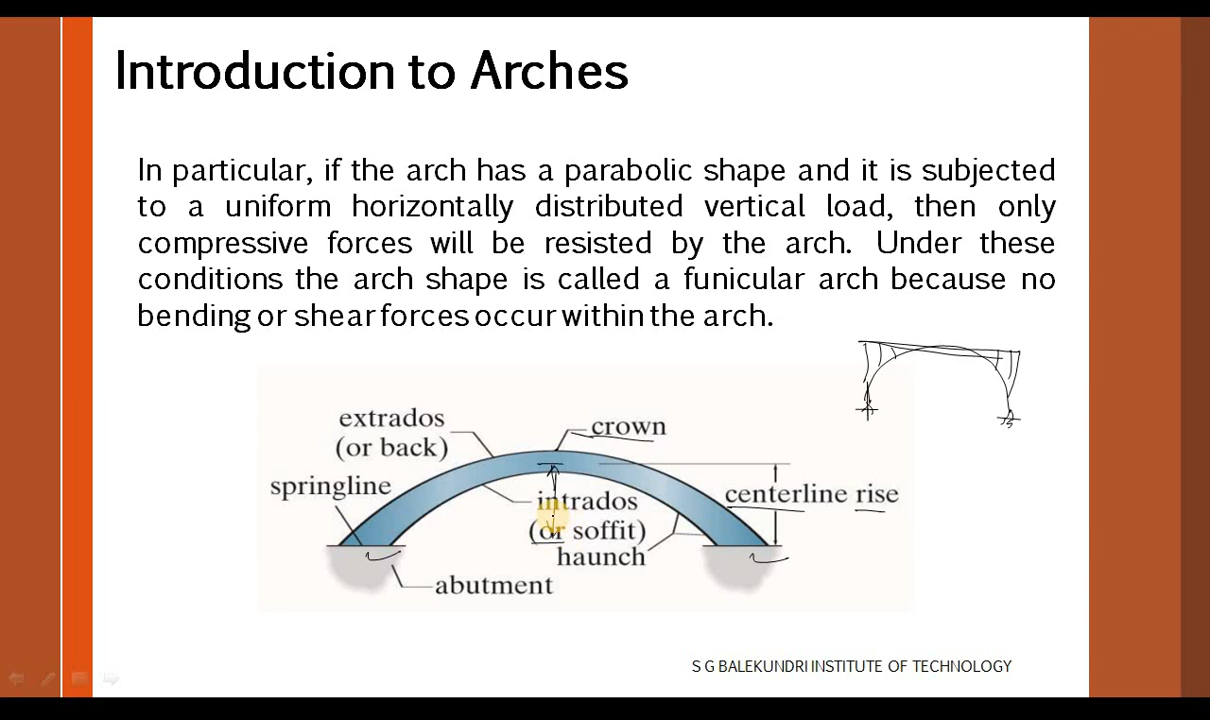 Introduction to Arches
In particular, if the arch has a parabolic shape and it is subjected
to a uniform horizontally distributed vertical load, then only
compressive forces will be resisted by the arch. Under these
conditions the arch shape is called a funicular arch because no
bending or shear forces occur within the arch.
extrados
(or back)
crown
springline
intrados
(or soffit)
centerline rise
haunch
abutment
S G BALEKUNDRI INSTITUTE OF TECHNOLOGY